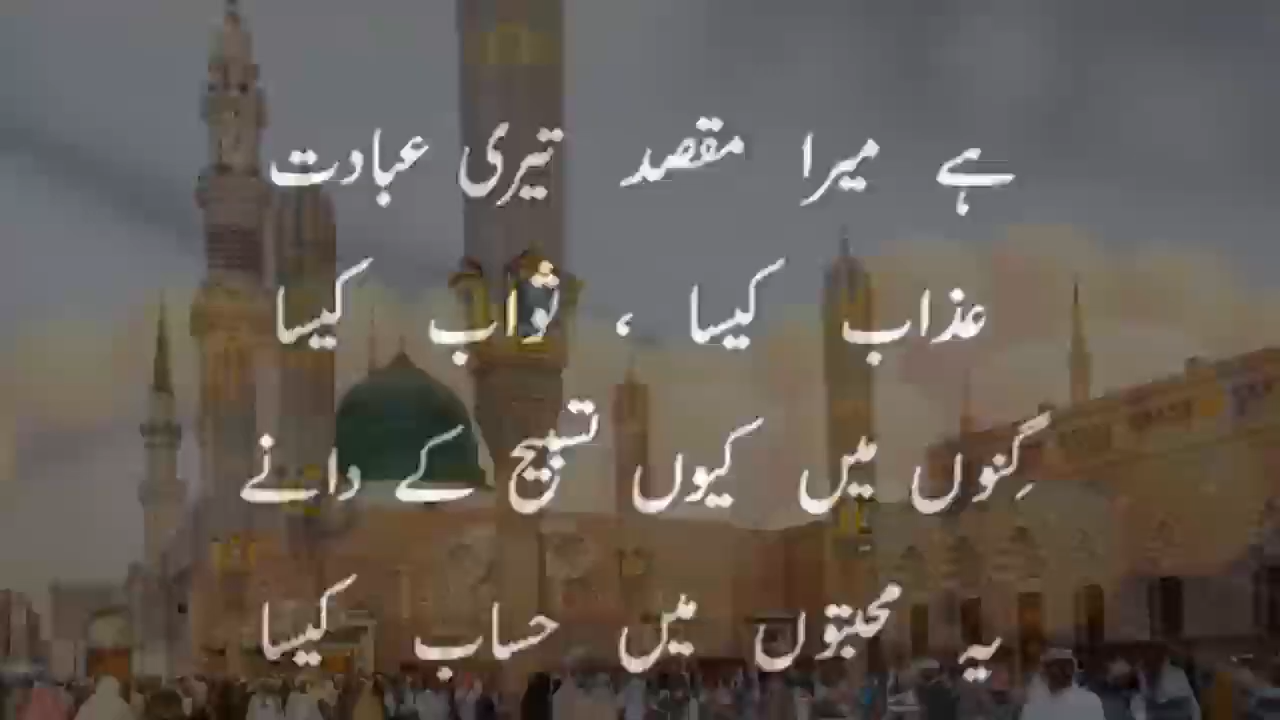 ہے میرا مقصد تیری عبادت
عذاب کیسا ، ثواب کیسا
گِنوں میں کیوں تسبیح کے دانے
یہ محبتوں میں حساب کیسا